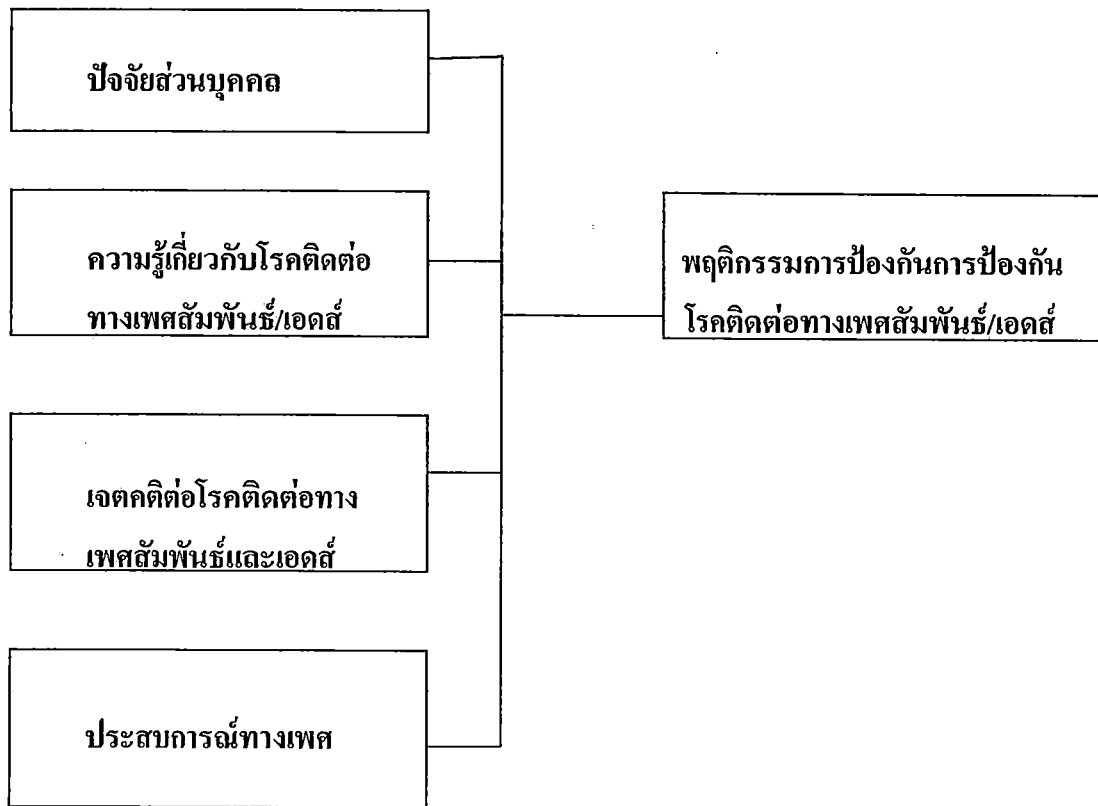 ปัจจัยส่วนบุคคล
ความรู้เกี่ยวกับโรคติดต่อ
ทางเพศสัมพันธ์/เอดส์
พฤติกรรมการป้องกันการป้องกัน
โรคติดต่อทางเพศสัมพันธ์/เอดส์
เจตคติต่อโรคติดต่อทาง
เพศสัมพันธ์และเอดส์
ประสบการณ์ทางเพศ